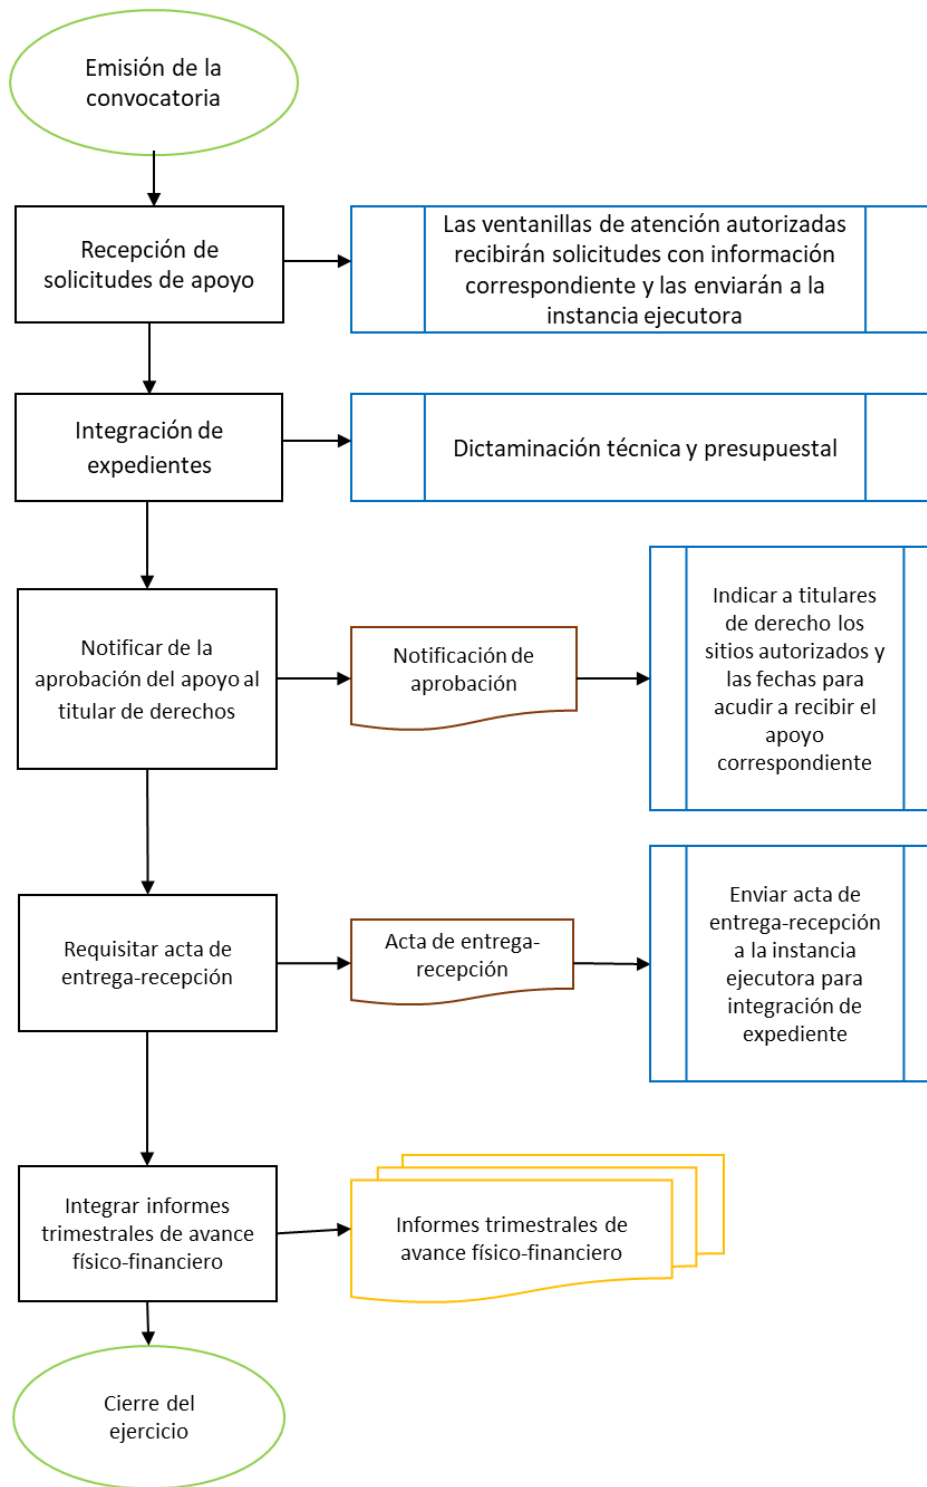 Emisión de la
convocatoria
Recepción de
solicitudes de apoyo
Las ventanillas de atención autorizadas
recibirán solicitudes con información
correspondiente y las enviarán a la
instancia ejecutora
Integración de
expedientes
Dictaminación técnica y presupuestal
Notificar de la
aprobación del apoyo al
titular de derechos
Notificación de
aprobación
Indicar a titulares
de derecho los
sitios autorizados y
las fechas para
acudir a recibir el
apoyo
correspondiente
Requisitar acta de
entrega-recepción
Acta de entrega-
recepción
Enviar acta de
entrega-recepción
a la instancia
ejecutora para
integración de
expediente
Integrar informes
trimestrales de avance
físico-financiero
Informes trimestrales de
avance físico-financiero
Cierre del
ejercicio